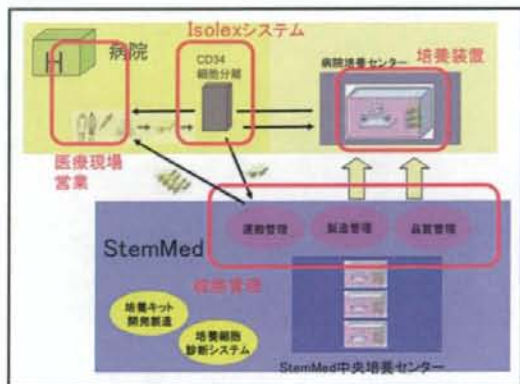 Isolexシステム
H
病院
CD34
細胞分離
病院培養センター
培養装置
医療現場
営業
StemMed
運搬管理
製造管理
品質管理
培養キット
開発製造
培養細胞
診断システム
StemMed中央培養センター